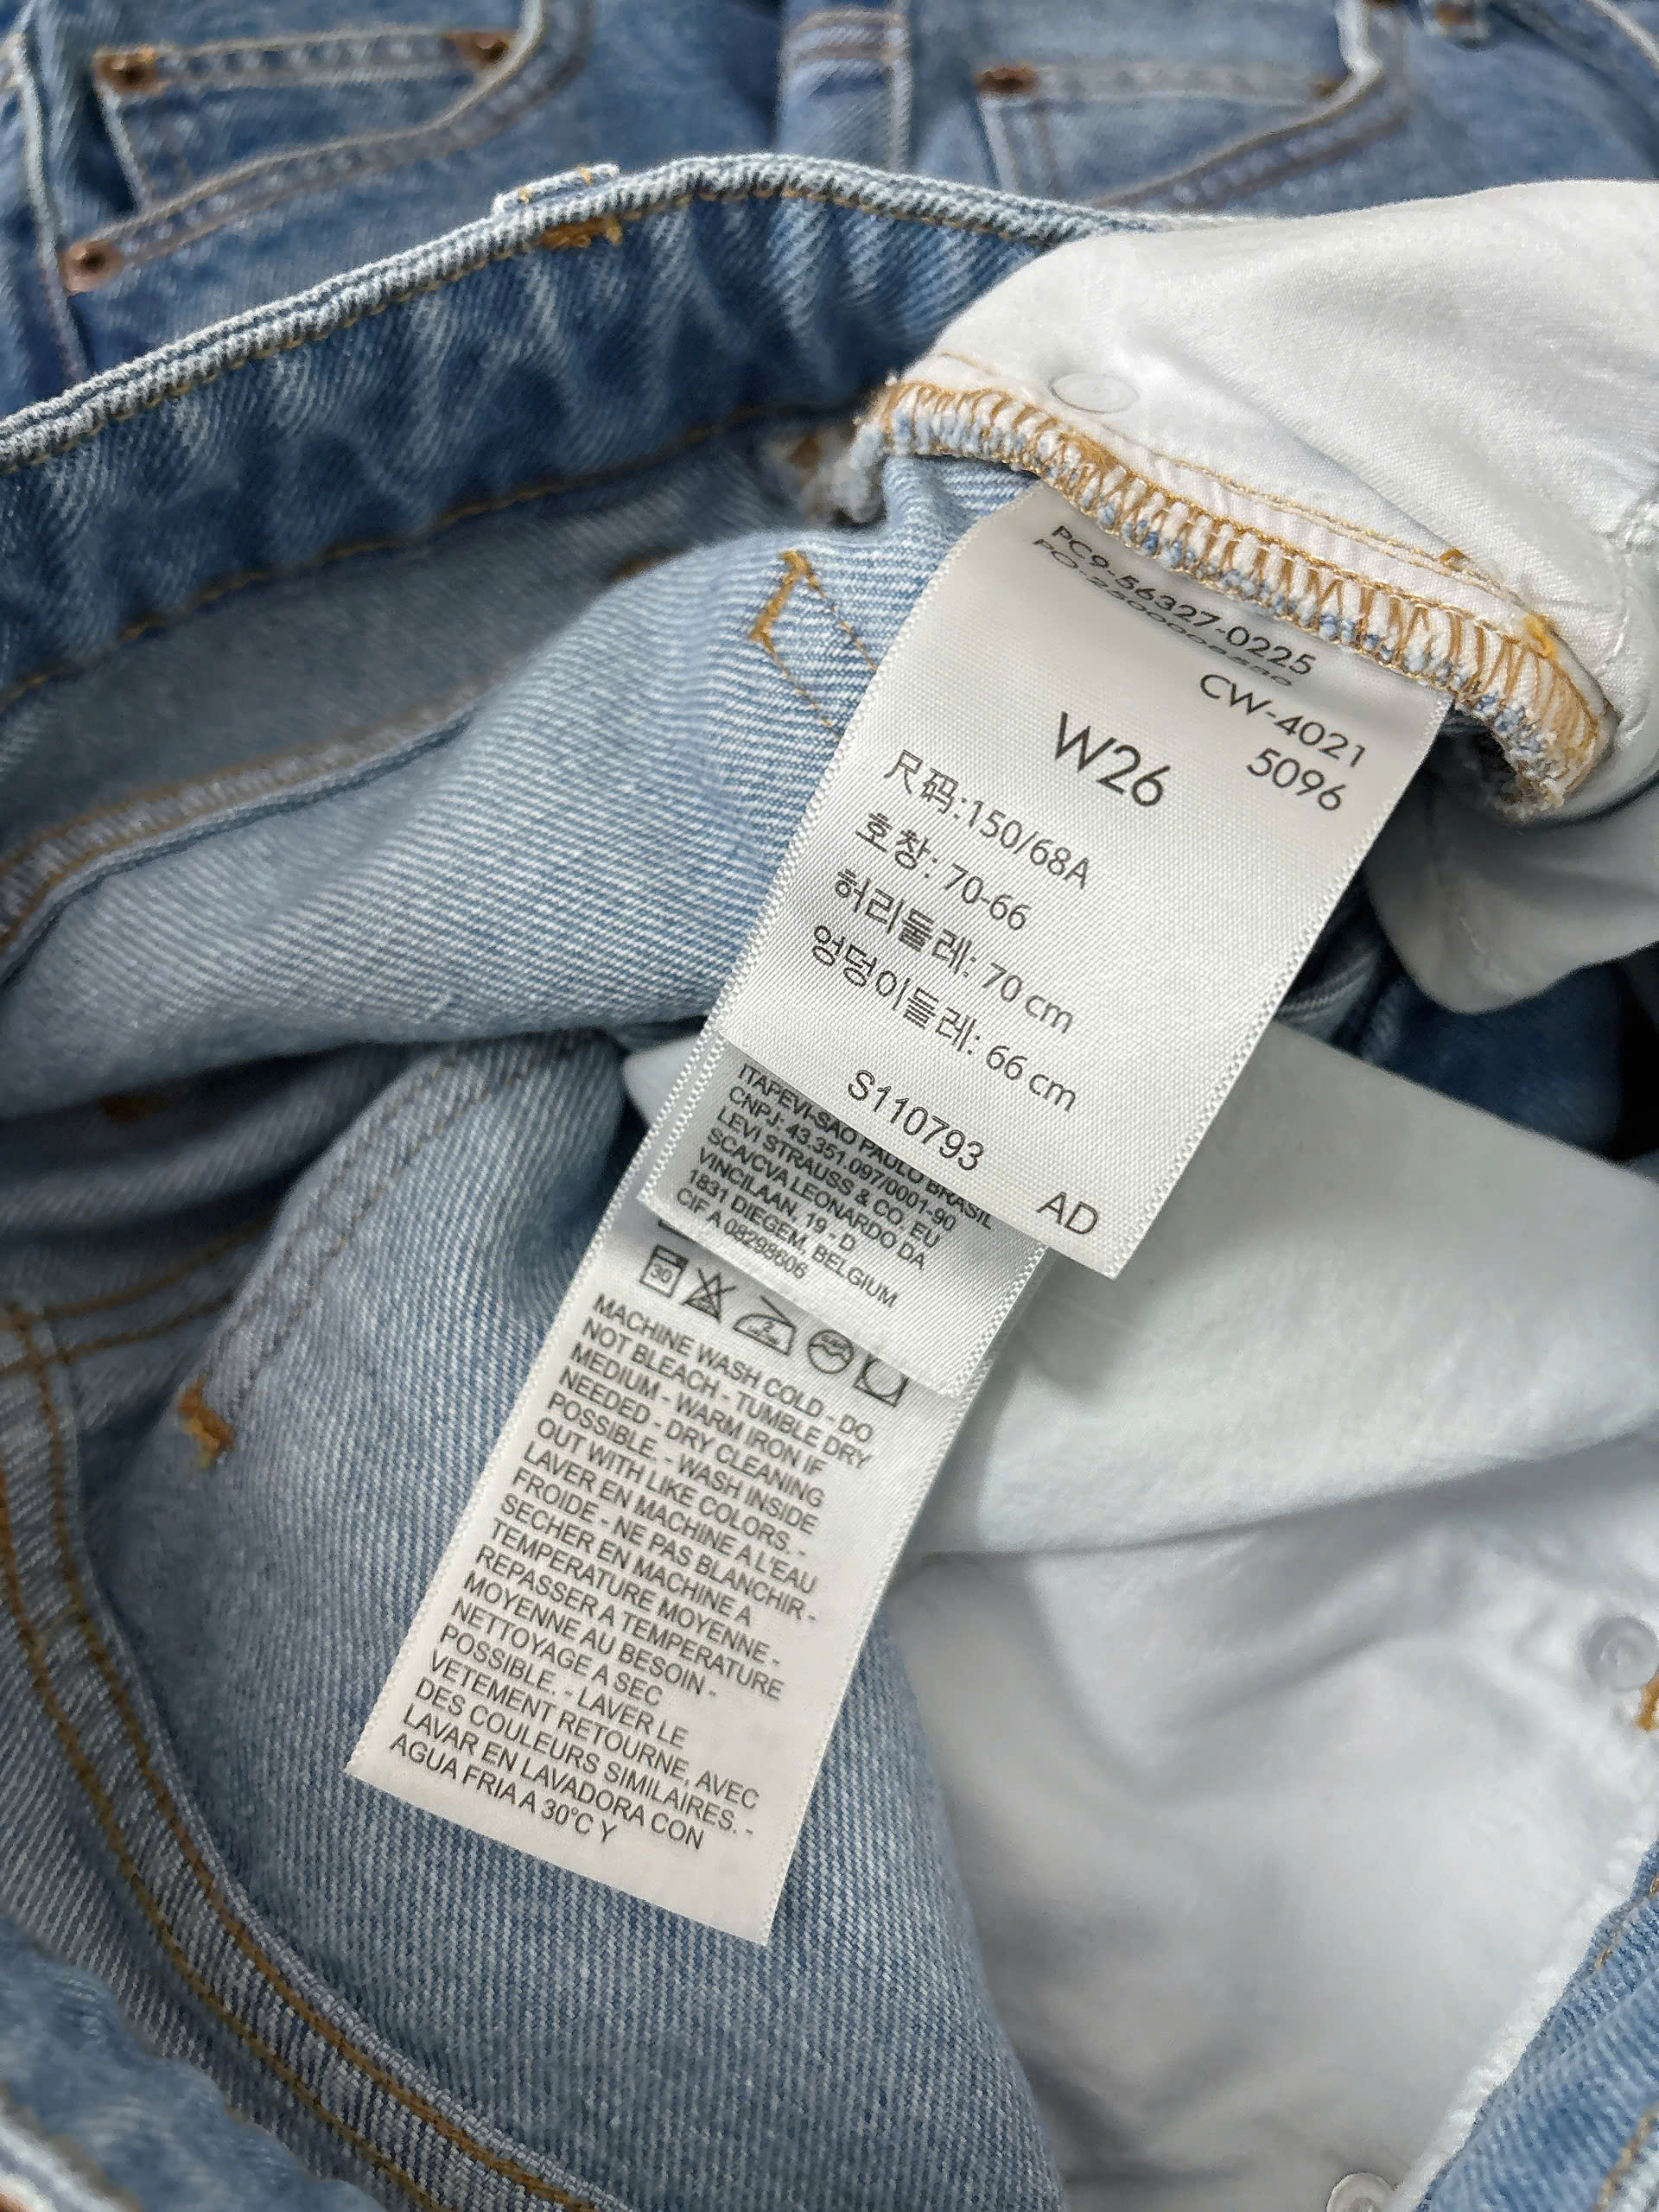 PC9-56327-0225
CW-4021
5096
W26
尺码:150/68A
호창: 70-66
허리둘레: 70 cm
엉덩이들레: 66 cm
S110793
AD
ITAPEVI-SAO PAULO BRASIL
CNPJ: 43.351.097/0001-90
LEVI STRAUSS & CO. EU
SCA/CVA LEONARDO DA
VINCILAAN, 19 - D
1831 DIEGEM, BELGIUM
CIF A 08298606
30
MACHINE WASH COLD - DO
NOT BLEACH - TUMBLE DRY
MEDIUM - WARM IRON IF
NEEDED - DRY CLEANING
POSSIBLE. - WASH INSIDE
OUT WITH LIKE COLORS. -
LAVER EN MACHINE A L'EAU
FROIDE - NE PAS BLANCHIR -
SECHER EN MACHINE A
TEMPERATURE MOYENNE -
REPASSER A TEMPERATURE
MOYENNE AU BESOIN -
NETTOYAGE A SEC
POSSIBLE. - LAVER LE
VETEMENT RETOURNE, AVEC
DES COULEURS SIMILAIRES. -
LAVAR EN LAVADORA CON
AGUA FRIA A 30°C Y